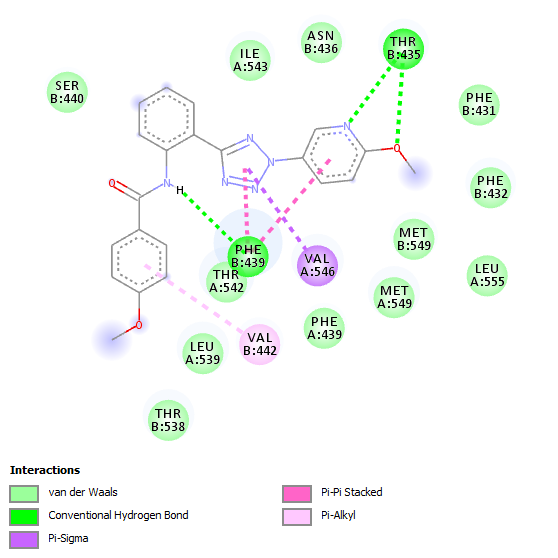 ASN
B:436
THR
B:435
ILE
A:543
SER
B:440
PHE
B:431
N
N
O
N
N
N
N
O
N
H
PHE
B:432
MET
B:549
PHE
B:439
VAL
A:546
LEU
A:555
THR
A:542
MET
A:549
O
PHE
A:439
VAL
B:442
LEU
A:539
THR
B:538
Interactions
van der Waals
Conventional Hydrogen Bond
Pi-Sigma
Pi-Pi Stacked
Pi-Alkyl